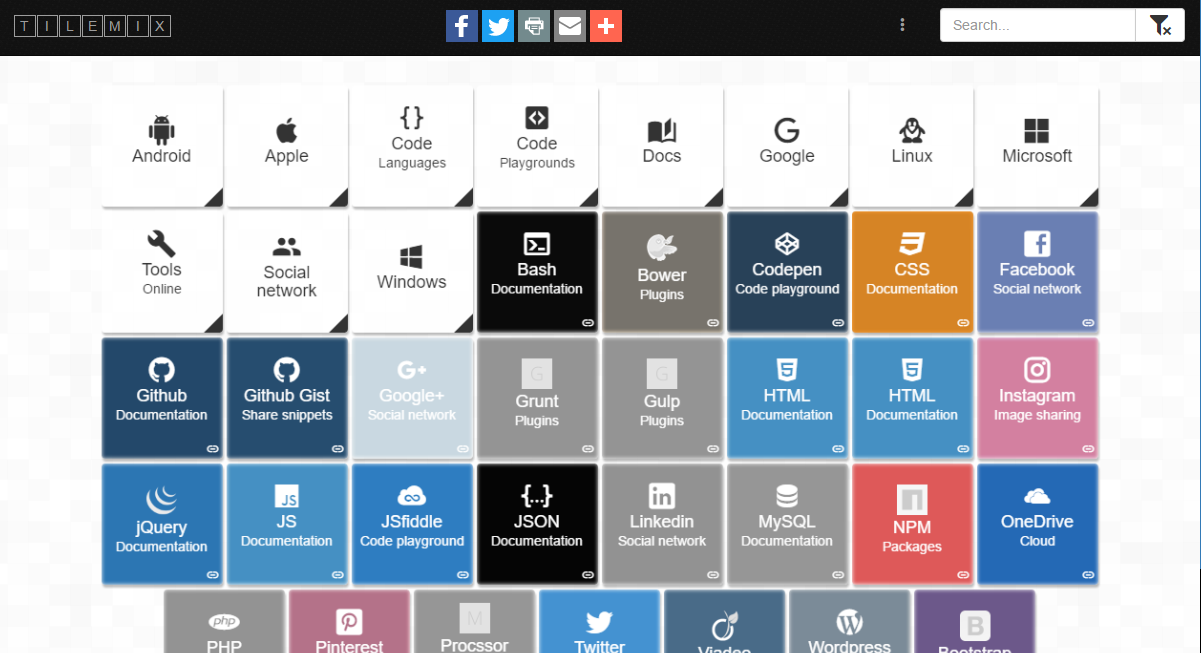 TILEMIX
Search...
Android
Apple
Code
Languages
Code
Playgrounds
Docs
Google
Linux
Microsoft
Tools
Online
Social
network
Windows
Bash
Documentation
Bower
Plugins
Codepen
Code playground
CSS
Documentation
Facebook
Social network
Github
Documentation
Github Gist
Share snippets
Google+
Social network
G
Grunt
Plugins
G
Gulp
Plugins
HTML
Documentation
HTML
Documentation
Instagram
Image sharing
jQuery
Documentation
JS
JS
Documentation
JSfiddle
Code playground
JSON
Documentation
Linkedin
Social network
MySQL
Documentation
NPM
Packages
OneDrive
Cloud
php
PHP
Pinterest
M
Procssor
Twitter
Viadeo
Wordpress
B
Bootstrap